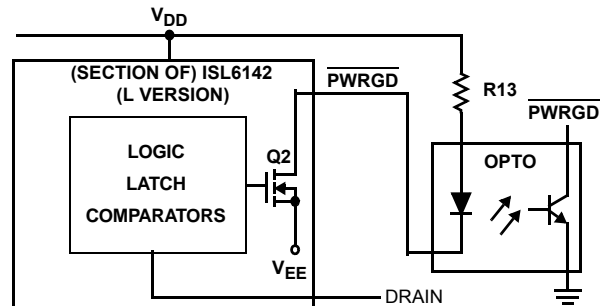 VDD
(SECTION OF) ISL6142
(L VERSION)
PWRGD
R13
PWRGD
LOGIC
LATCH
COMPARATORS
Q2
OPTO
VEE
DRAIN